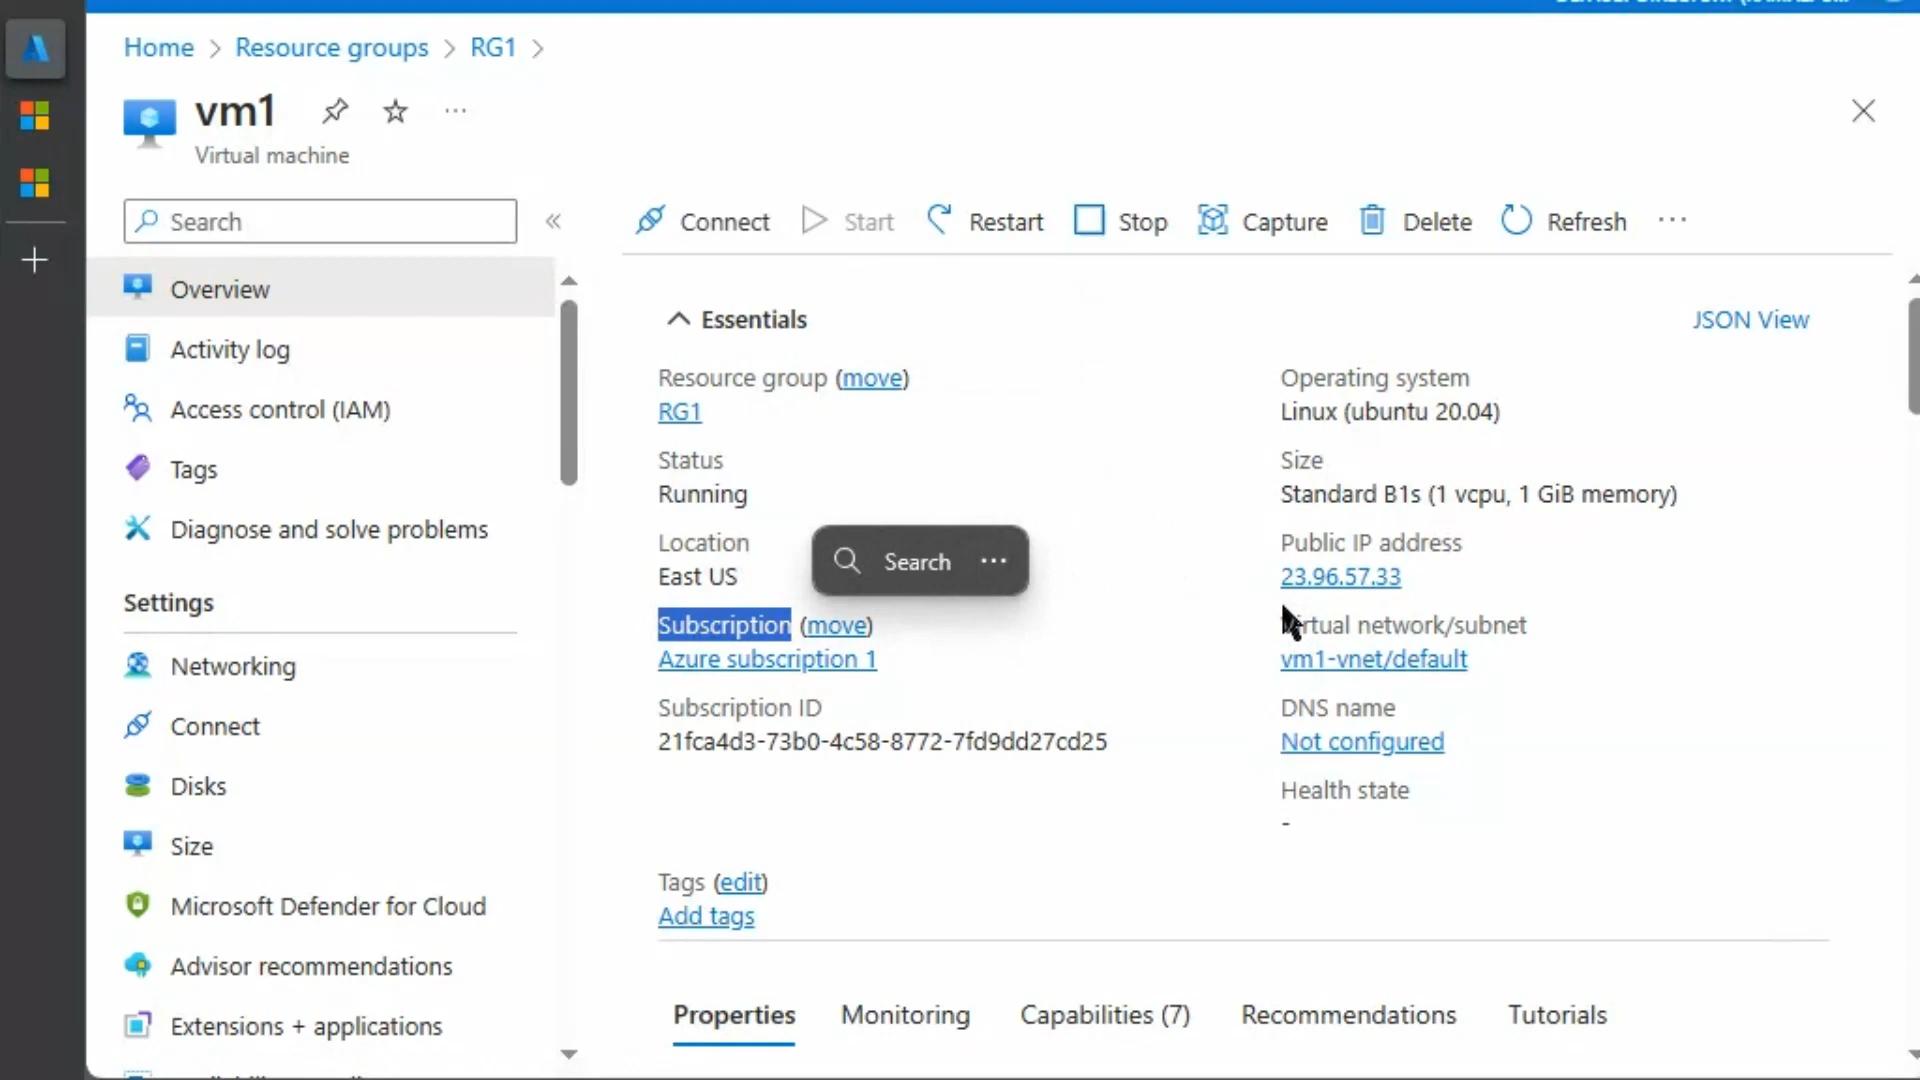 Home > Resource groups > RG1 >
vm1
Virtual machine
Search
Connect
Start
Restart
Stop
Capture
Delete
Refresh
Overview
Activity log
Access control (IAM)
Tags
Diagnose and solve problems
Settings
Networking
Connect
Disks
Size
Microsoft Defender for Cloud
Advisor recommendations
Extensions + applications
Essentials
JSON View
Resource group (move)
RG1
Status
Running
Location
East US
Search
Subscription (move)
Azure subscription 1
Subscription ID
21fca4d3-73b0-4c58-8772-7fd9dd27cd25
Operating system
Linux (ubuntu 20.04)
Size
Standard B1s (1 vcpu, 1 GiB memory)
Public IP address
23.96.57.33
Virtual network/subnet
vm1-vnet/default
DNS name
Not configured
Health state
-
Tags (edit)
Add tags
Properties
Monitoring
Capabilities (7)
Recommendations
Tutorials